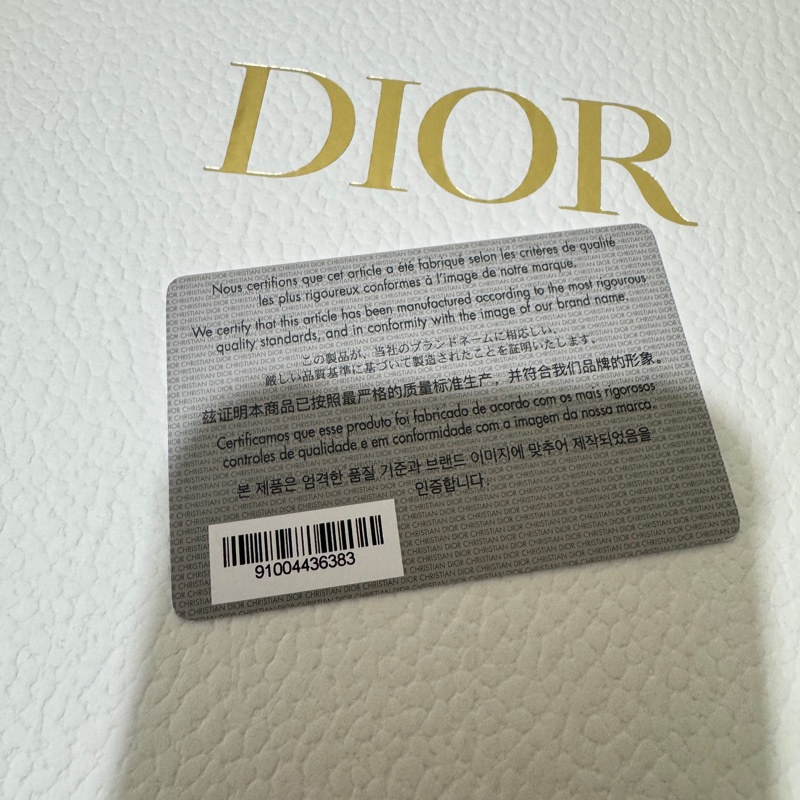 DIOR
Nous certifions que cet article a été fabriqué selon les critères de qualité
les plus rigoureux conformes à l'image de notre marque.
We certify that this article has been manufactured according to the most rigourous
quality standards, and in conformity with the image of our brand name.
この製品が、当社のブランドネームに相応しい、
厳しい品質基準に基づいて製造されたことを証明いたします。
兹证明本商品已按照最严格的质量标准生产，并符合我们品牌的形象。
Certificamos que esse produto foi fabricado de acordo com os mais rigorosos
controles de qualidade e em conformidade com a imagem da nossa marca.
본 제품은 엄격한 품질 기준과 브랜드 이미지에 맞추어 제작되었음을
인증합니다.
91004436383